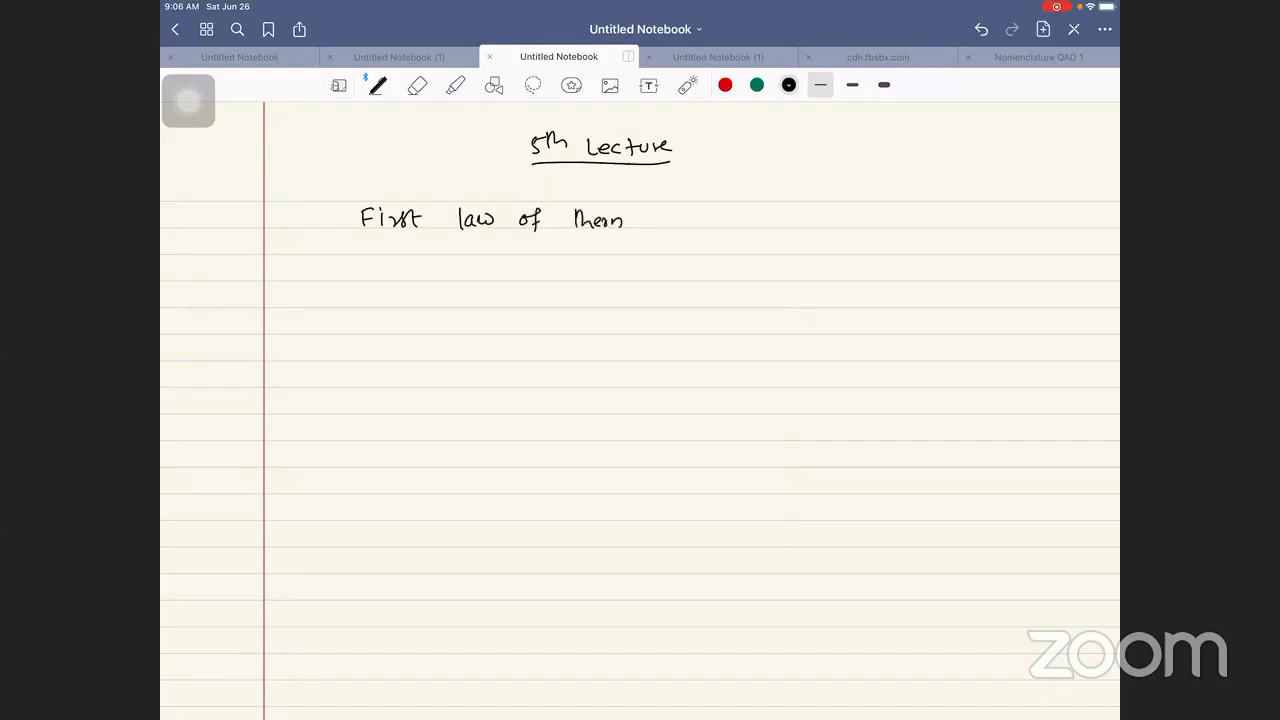 9:06 AM Sat Jun 26
Untitled Notebook
Untitled Notebook
Untitled Notebook (1)
Untitled Notebook
Untitled Notebook (1)
cdn.fbsbx.com
Nomenclature QAD 1
T
5th Lecture
First law of Therm
zoom